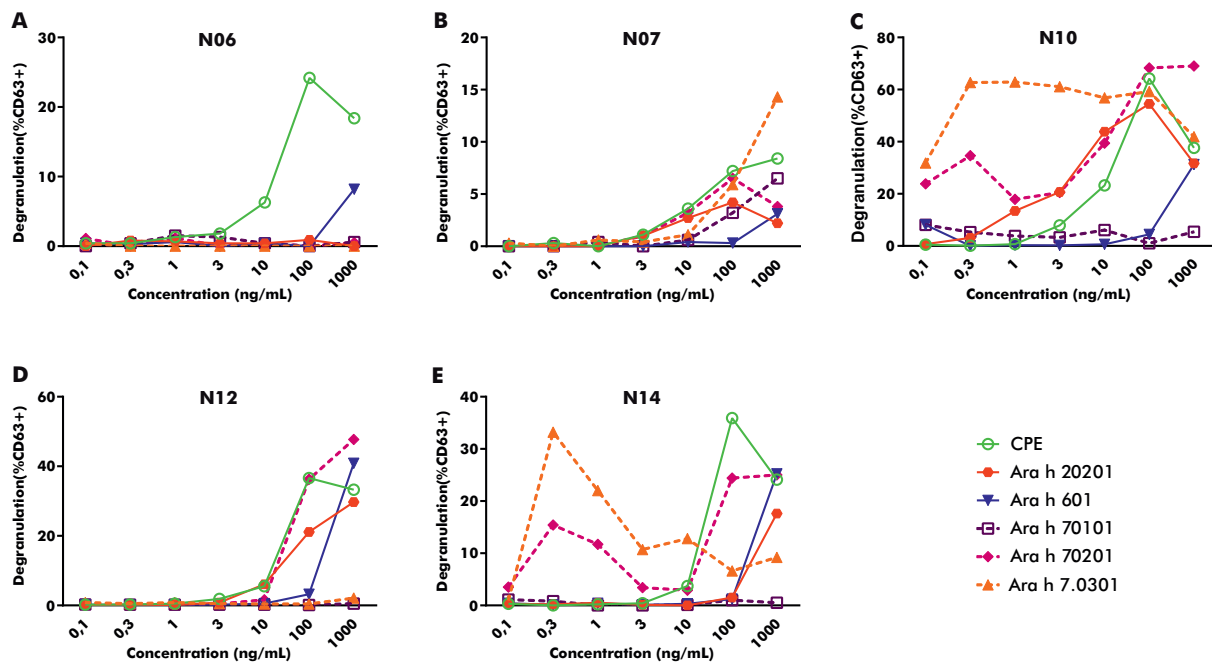 A
N06
30
20
10
0
Degranulation(%CD63+)
0,1
0,3
1
3
10
100
1000
Concentration (ng/mL)
B
N07
20
15
10
5
0
Degranulation(%CD63+)
0,1
0,3
1
3
10
100
1000
Concentration (ng/mL)
C
N10
80
60
40
20
0
Degranulation(%CD63+)
0,1
0,3
1
3
10
100
1000
Concentration (ng/mL)
D
N12
60
40
20
0
Degranulation(%CD63+)
0,1
0,3
1
3
10
100
1000
Concentration (ng/mL)
E
N14
40
30
20
10
0
Degranulation(%CD63+)
0,1
0,3
1
3
10
100
1000
Concentration (ng/mL)
CPE
Ara h 20201
Ara h 601
Ara h 70101
Ara h 70201
Ara h 7.0301